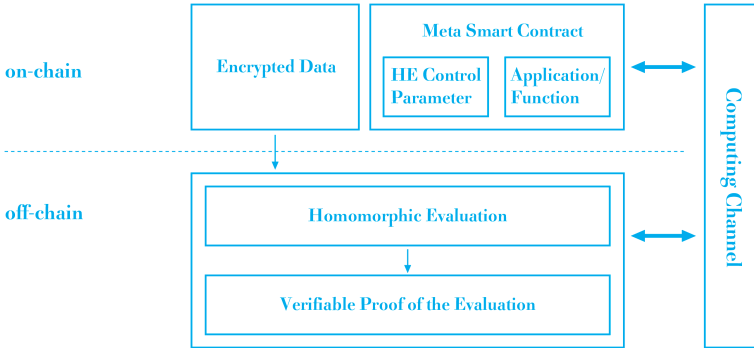 on-chain
Encrypted Data
Meta Smart Contract
HE Control
Parameter
Application/
Function
Computing Channel
off-chain
Homomorphic Evaluation
Verifiable Proof of the Evaluation